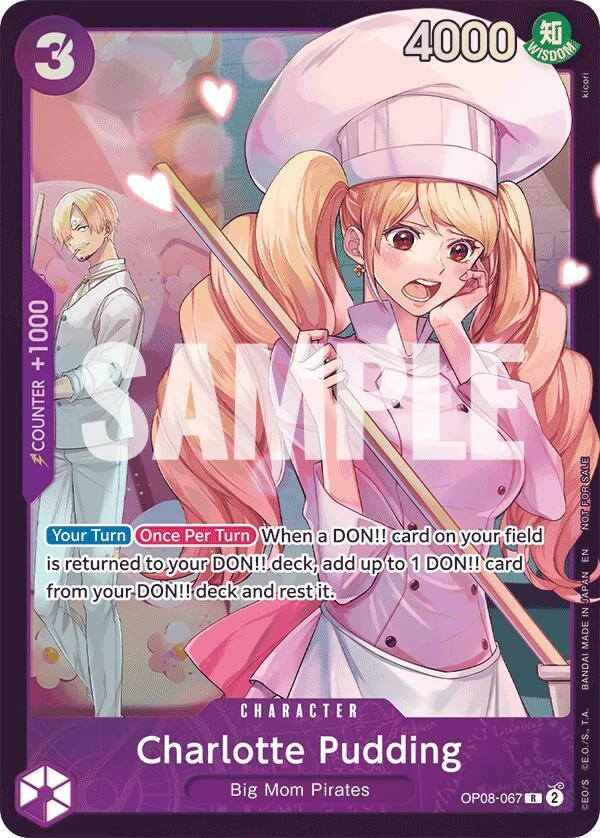 3
4000
知
WISDOM
kicori
COUNTER +1000
SAMPLE
Your Turn Once Per Turn When a DON!! card on your field
is returned to your DON!! deck, add up to 1 DON!! card
from your DON!! deck and rest it.
©E.O/S ©E.O./S., T.A. BANDAI MADE IN JAPAN EN NOT FOR SALE
CHARACTER
Charlotte Pudding
Big Mom Pirates
OP08-067 R 2